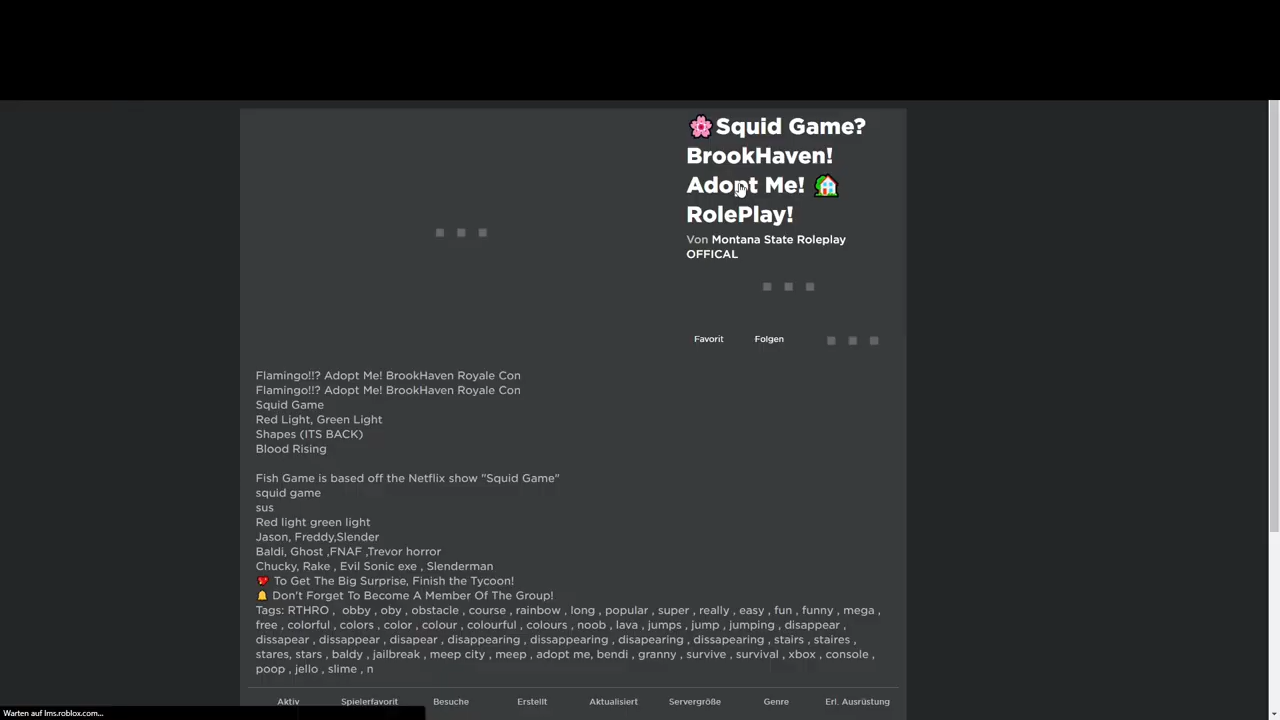 🌸Squid Game?
BrookHaven!
Adopt Me! 🏡
RolePlay!
Von Montana State Roleplay
OFFICAL
Favorit Folgen
Flamingo!!? Adopt Me! BrookHaven Royale Con
Flamingo!!? Adopt Me! BrookHaven Royale Con
Squid Game
Red Light, Green Light
Shapes (ITS BACK)
Blood Rising
Fish Game is based off the Netflix show "Squid Game"
squid game
sus
Red light green light
Jason, Freddy,Slender
Baldi, Ghost ,FNAF ,Trevor horror
Chucky, Rake , Evil Sonic exe , Slenderman
💖 To Get The Big Surprise, Finish the Tycoon!
🔔 Don't Forget To Become A Member Of The Group!
Tags: RTHRO , obby , oby , obstacle , course , rainbow , long , popular , super , really , easy , fun , funny , mega ,
free , colorful , colors , color , colour , colourful , colours , noob , lava , jumps , jump , jumping , disappear ,
dissapear , dissappear , disapear , disappearing , dissappearing , disapearing , dissapearing , stairs , staires ,
stares, stars , baldy , jailbreak , meep city , meep , adopt me, bendi , granny , survive , survival , xbox , console ,
poop , jello , slime , n
Aktiv Spielerfavorit Besuche Erstellt Aktualisiert Servergröße Genre Erl. Ausrüstung
Warten auf lms.roblox.com...